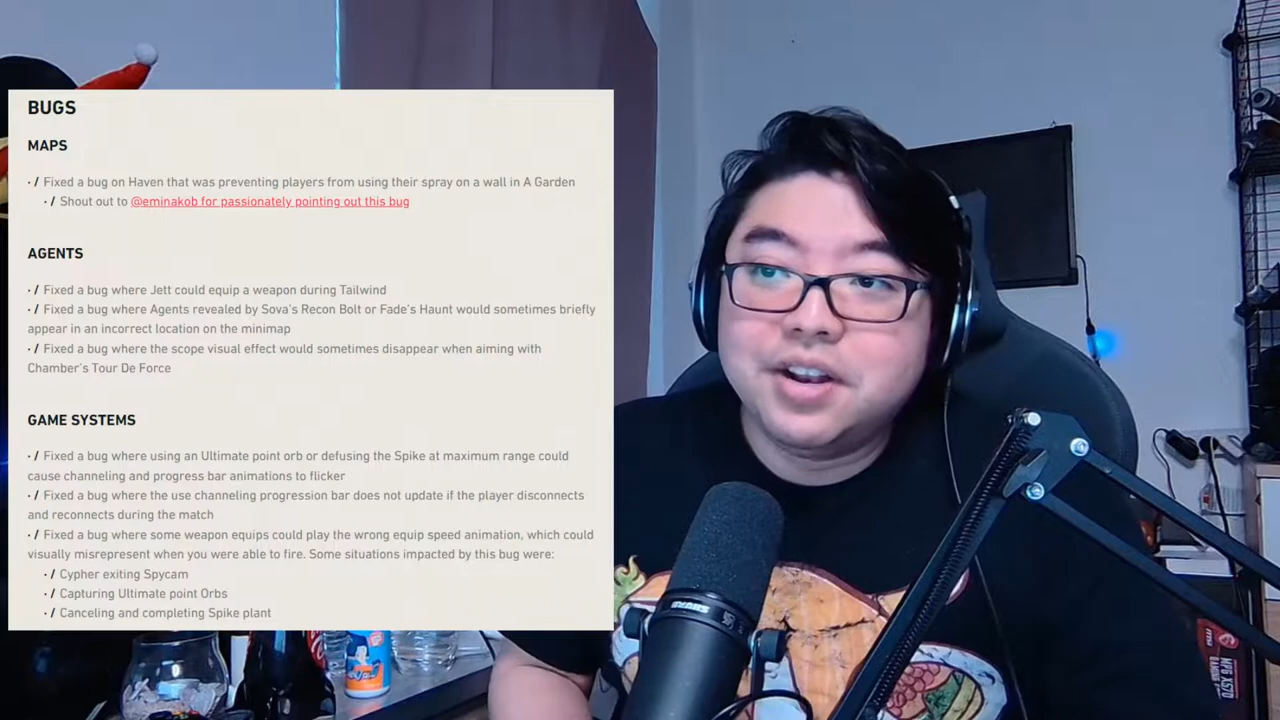 BUGS
MAPS
· / Fixed a bug on Haven that was preventing players from using their spray on a wall in A Garden
· / Shout out to @eminakob for passionately pointing out this bug
AGENTS
· / Fixed a bug where Jett could equip a weapon during Tailwind
· / Fixed a bug where Agents revealed by Sova's Recon Bolt or Fade's Haunt would sometimes briefly
appear in an incorrect location on the minimap
· / Fixed a bug where the scope visual effect would sometimes disappear when aiming with
Chamber's Tour De Force
GAME SYSTEMS
· / Fixed a bug where using an Ultimate point orb or defusing the Spike at maximum range could
cause channeling and progress bar animations to flicker
· / Fixed a bug where the use channeling progression bar does not update if the player disconnects
and reconnects during the match
· / Fixed a bug where some weapon equips could play the wrong equip speed animation, which could
visually misrepresent when you were able to fire. Some situations impacted by this bug were:
· / Cypher exiting Spycam
· / Capturing Ultimate point Orbs
· / Canceling and completing Spike plant
SHURE